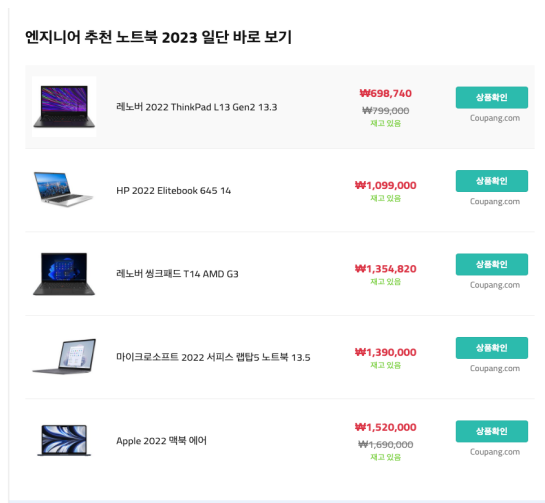 엔지니어 추천 노트북 2023 일단 바로 보기
레노버 2022 ThinkPad L13 Gen2 13.3
₩698,740
₩799,000
재고 있음
상품확인
Coupang.com
HP 2022 Elitebook 645 14
₩1,099,000
재고 있음
상품확인
Coupang.com
레노버 씽크패드 T14 AMD G3
₩1,354,820
재고 있음
상품확인
Coupang.com
마이크로소프트 2022 서피스 랩탑5 노트북 13.5
₩1,390,000
재고 있음
상품확인
Coupang.com
Apple 2022 맥북 에어
₩1,520,000
₩1,690,000
재고 있음
상품확인
Coupang.com